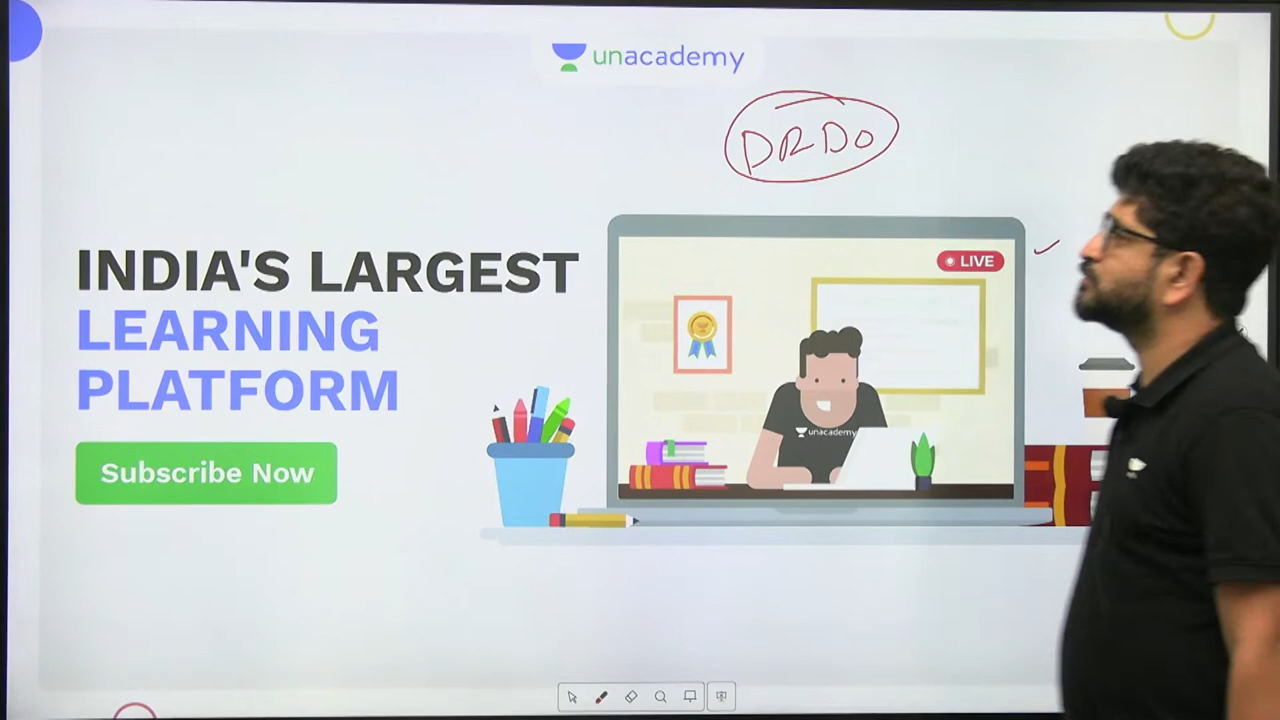 unacademy
DRDO
INDIA'S LARGEST
LEARNING
PLATFORM
LIVE
unacademy
Subscribe Now